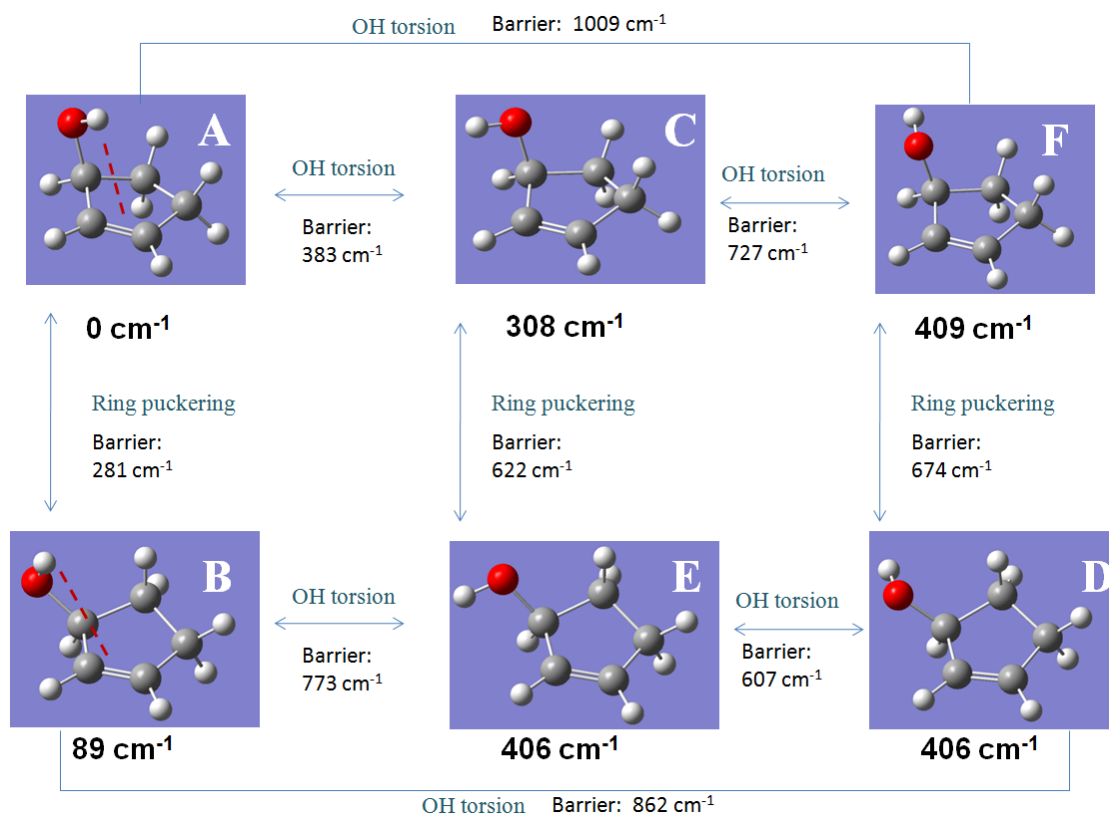 OH torsion Barrier: 1009 cm-1
A
C
F
OH torsion
Barrier:
383 cm-1
OH torsion
Barrier:
727 cm-1
0 cm-1
308 cm-1
409 cm-1
Ring puckering
Barrier:
281 cm-1
Ring puckering
Barrier:
622 cm-1
Ring puckering
Barrier:
674 cm-1
B
E
D
OH torsion
Barrier:
773 cm-1
OH torsion
Barrier:
607 cm-1
89 cm-1
406 cm-1
406 cm-1
OH torsion Barrier: 862 cm-1